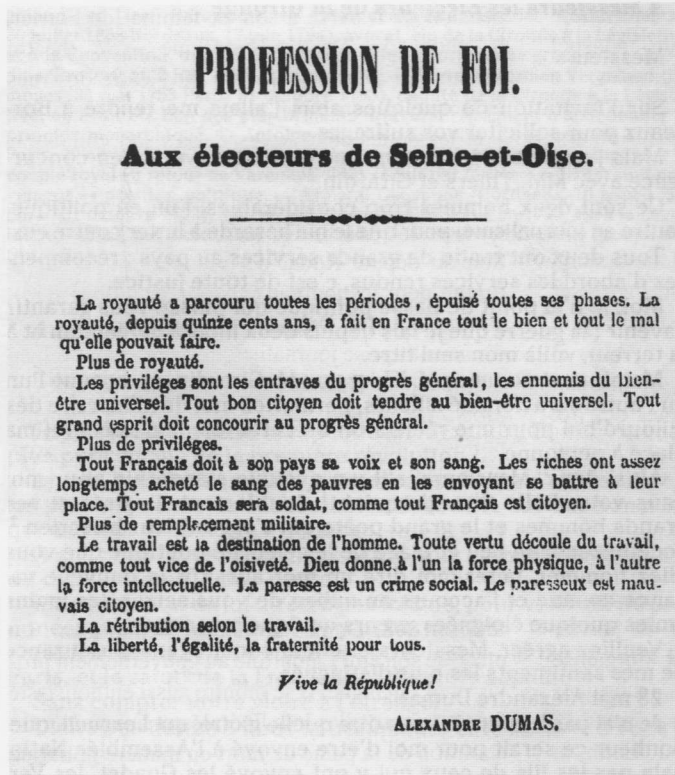 PROFESSION DE FOI.
Aux électeurs de Seine-et-Oise.
La royauté a parcouru toutes les périodes, épuisé toutes ses phases. La
royauté, depuis quinze cents ans, a fait en France tout le bien et tout le mal
qu'elle pouvait faire.
Plus de royauté.
Les priviléges sont les entraves du progrès général, les ennemis du bien-
être universel. Tout bon citoyen doit tendre au bien-être universel. Tout
grand esprit doit concourir au progrès général.
Plus de priviléges.
Tout Français doit à son pays sa voix et son sang. Les riches ont assez
longtemps acheté le sang des pauvres en les envoyant se battre à leur
place. Tout Francais sera soldat, comme tout Français est citoyen.
Plus de remplacement militaire.
Le travail est la destination de l'homme. Toute vertu découle du travail,
comme tout vice de l'oisiveté. Dieu donne à l'un la force physique, à l'autre
la force intellectuelle. La paresse est un crime social. Le paresseux est mau-
vais citoyen.
La rétribution selon le travail.
La liberté, l'égalité, la fraternité pour tous.
Vive la République!
ALEXANDRE DUMAS.